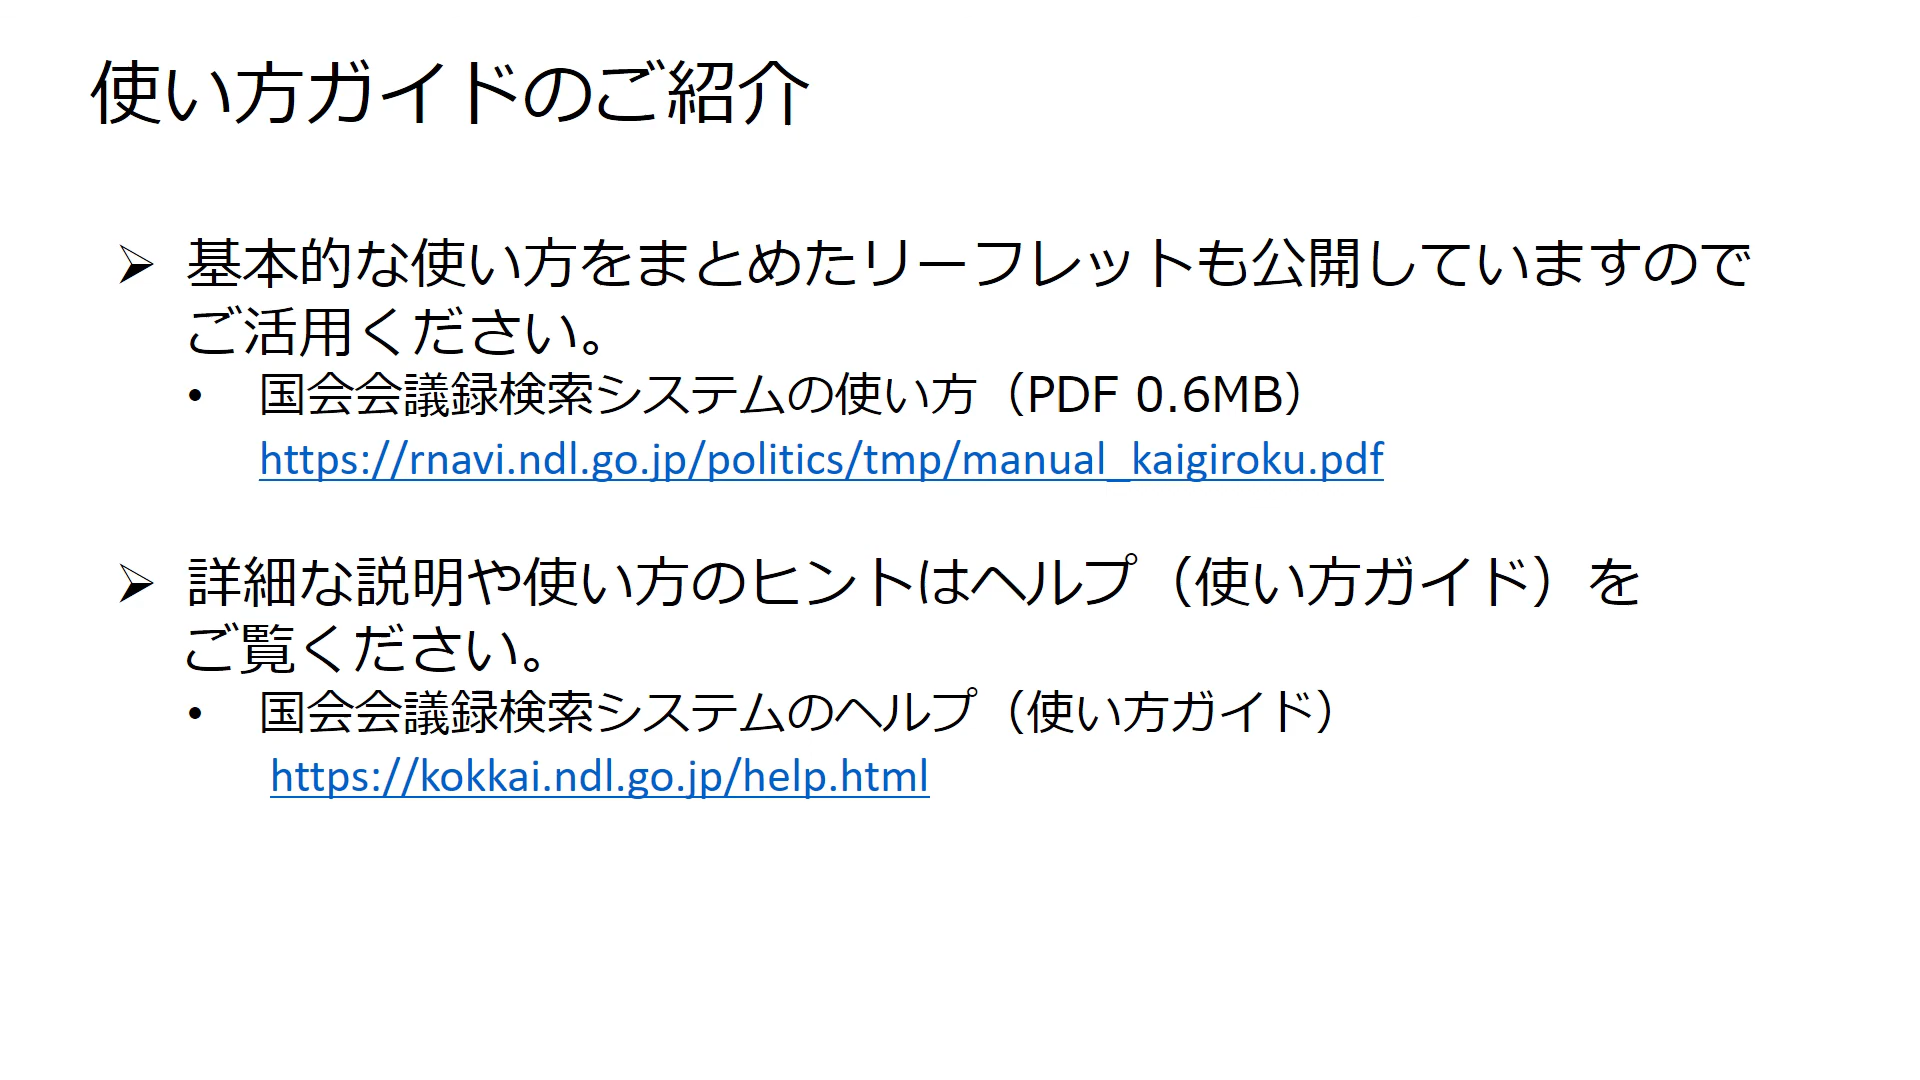 使い方ガイドのご紹介
➢ 基本的な使い方をまとめたリーフレットも公開していますので
ご活用ください。
• 国会会議録検索システムの使い方（PDF 0.6MB）
https://rnavi.ndl.go.jp/politics/tmp/manual_kaigiroku.pdf
➢ 詳細な説明や使い方のヒントはヘルプ（使い方ガイド）を
ご覧ください。
• 国会会議録検索システムのヘルプ（使い方ガイド）
https://kokkai.ndl.go.jp/help.html